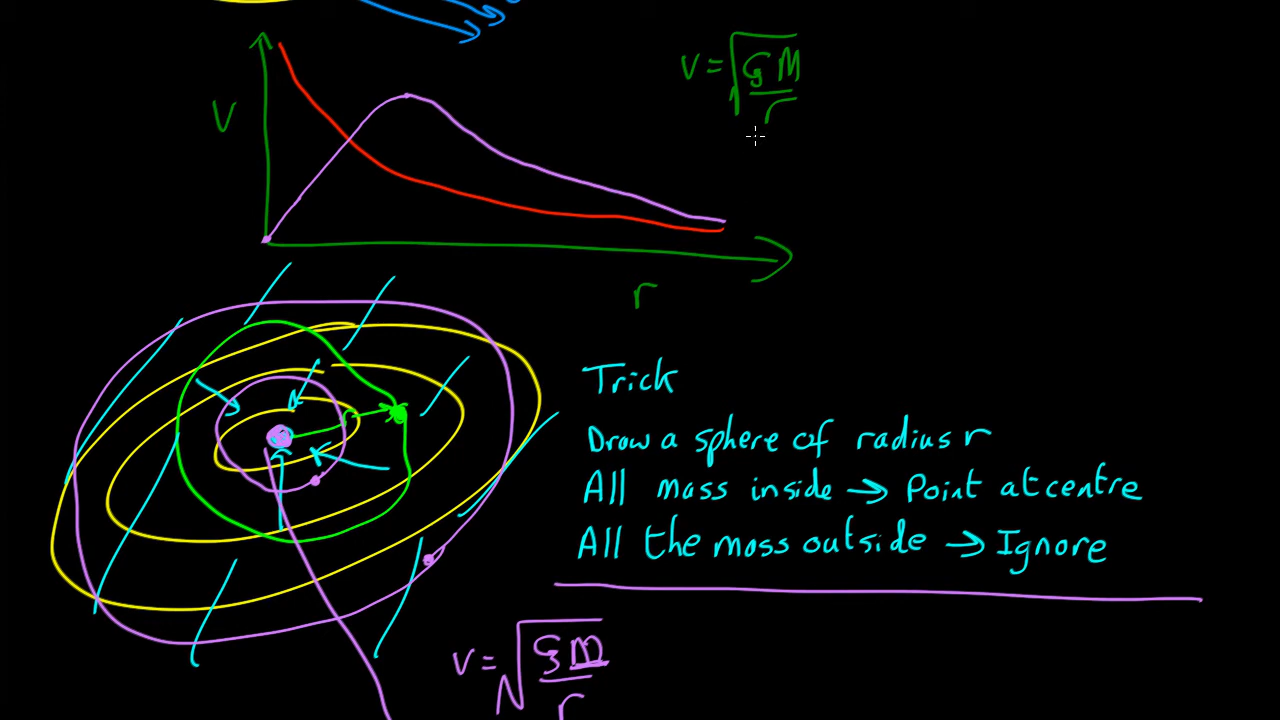 V
v = √GM/r
r
Trick
Draw a sphere of radius r
All mass inside → Point at centre
All the mass outside → Ignore
v = √GM/r